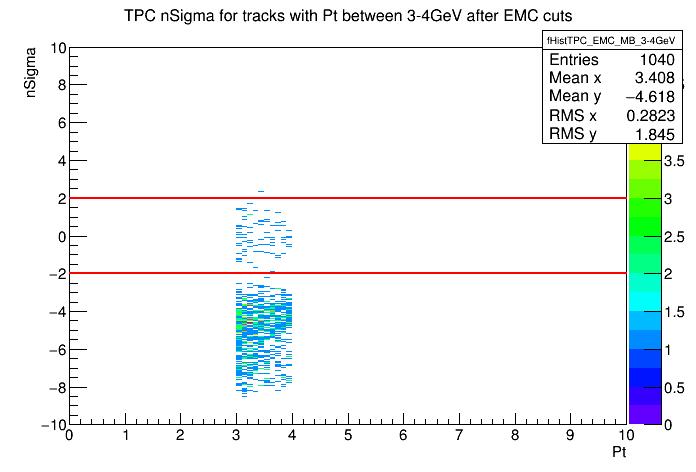 TPC nSigma for tracks with Pt between 3-4GeV after EMC cuts
fHistTPC_EMC_MB_3-4GeV
Entries 1040
Mean x 3.408
Mean y −4.618
RMS x 0.2823
RMS y 1.845
nSigma
10
8
6
4
2
0
−2
−4
−6
−8
−10
0 1 2 3 4 5 6 7 8 9 10
Pt
3.5
3
2.5
2
1.5
1
0.5
0